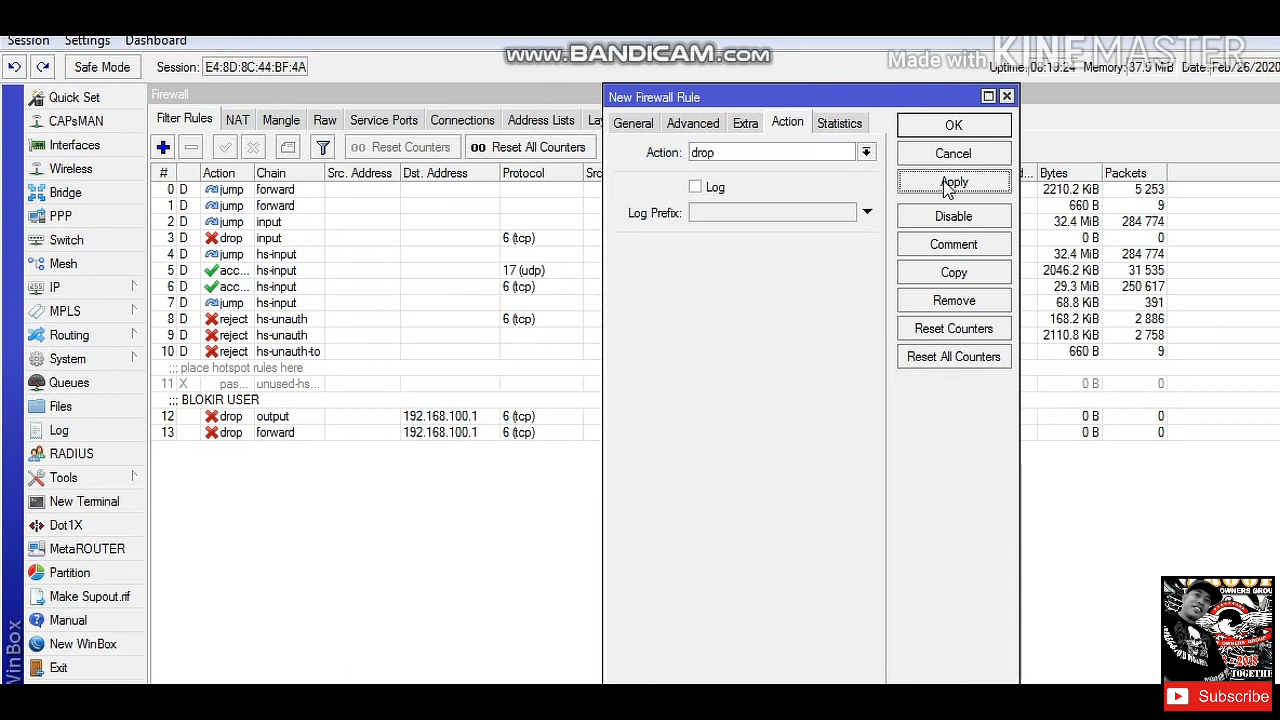 www.BANDICAM.com
Made with KINEMASTER
Session Settings Dashboard
Safe Mode Session: E4:8D:8C:44:BF:4A
Memory: 37.9 MiB Date: Feb/26/2020
Quick Set
CAPsMAN
Interfaces
Wireless
Bridge
PPP
Switch
Mesh
IP
MPLS
Routing
System
Queues
Files
Log
RADIUS
Tools
New Terminal
Dot1X
MetaROUTER
Partition
Make Supout.rif
Manual
New WinBox
Exit
Firewall
Filter Rules NAT Mangle Raw Service Ports Connections Address Lists
Reset Counters 00 Reset All Counters
# Action Chain Src. Address Dst. Address Protocol Bytes Packets
0 D jump forward 2210.2 KiB 5 253
1 D jump forward 660 B 9
2 D jump input 32.4 MiB 284 774
3 D drop input 6 (tcp) 0 B 0
4 D jump hs-input 32.4 MiB 284 774
5 D acc... hs-input 17 (udp) 2046.2 KiB 31 535
6 D acc... hs-input 6 (tcp) 29.3 MiB 250 617
7 D jump hs-input 68.8 KiB 391
8 D reject hs-unauth 6 (tcp) 168.2 KiB 2 886
9 D reject hs-unauth 2110.8 KiB 2 758
10 D reject hs-unauth-to 660 B 9
;;; place hotspot rules here
11 X pas... unused-hs... 0 B 0
;;; BLOKIR USER
12 drop output 192.168.100.1 6 (tcp) 0 B 0
13 drop forward 192.168.100.1 6 (tcp) 0 B 0
New Firewall Rule
General Advanced Extra Action Statistics
Action: drop
Log
Log Prefix:
OK
Cancel
Apply
Disable
Comment
Copy
Remove
Reset Counters
Reset All Counters
OWNERS GROUP
2018
TOGETHER
Subscribe